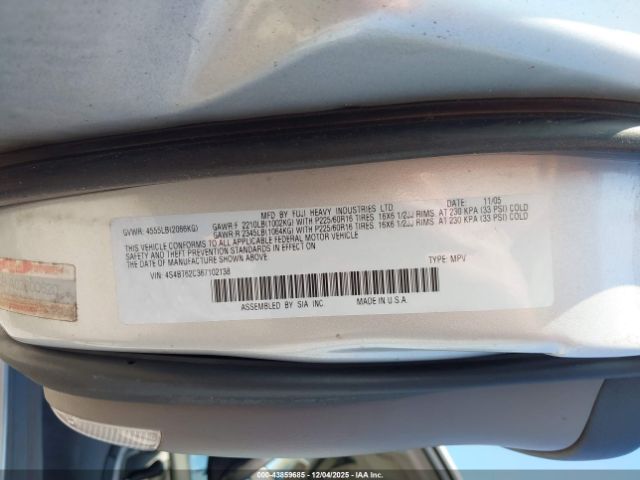 MFD BY FUJI HEAVY INDUSTRIES LTD. DATE: 11/05
GVWR: 4555LB(2066KG) GAWR:F 2210LB(1002KG) WITH P225/60R16 TIRES 16X6 1/2JJ RIMS. AT 230 KPA (33 PSI) COLD
GAWR:R 2345LB(1064KG) WITH P225/60R16 TIRES 16X6 1/2JJ RIMS. AT 230 KPA (33 PSI) COLD
THIS VEHICLE CONFORMS TO ALL APPLICABLE FEDERAL MOTOR VEHICLE
SAFETY AND THEFT PREVENTION STANDARDS IN EFFECT ON
THE DATE OF MANUFACTURE SHOWN ABOVE.
VIN: 4S4BT62C367102138 TYPE: MPV
ASSEMBLED BY SIA INC. MADE IN U.S.A.
000-43859685 - 12/04/2025 - © IAA Inc.